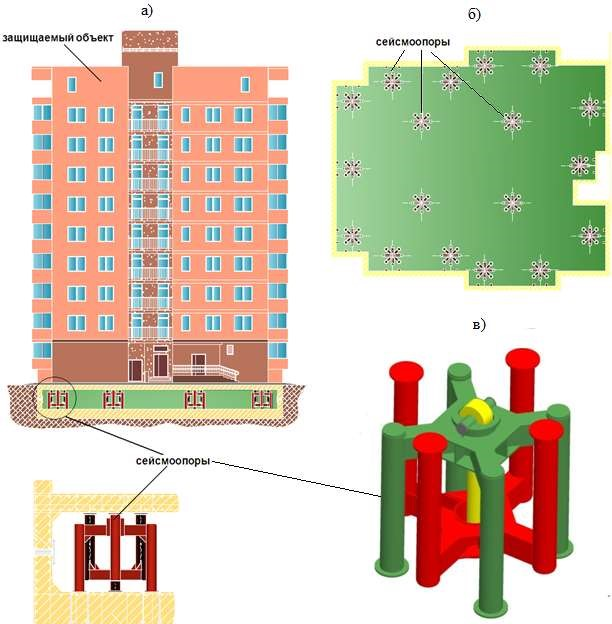 а)
защищаемый объект
б)
сейсмоопоры
в)
сейсмоопоры